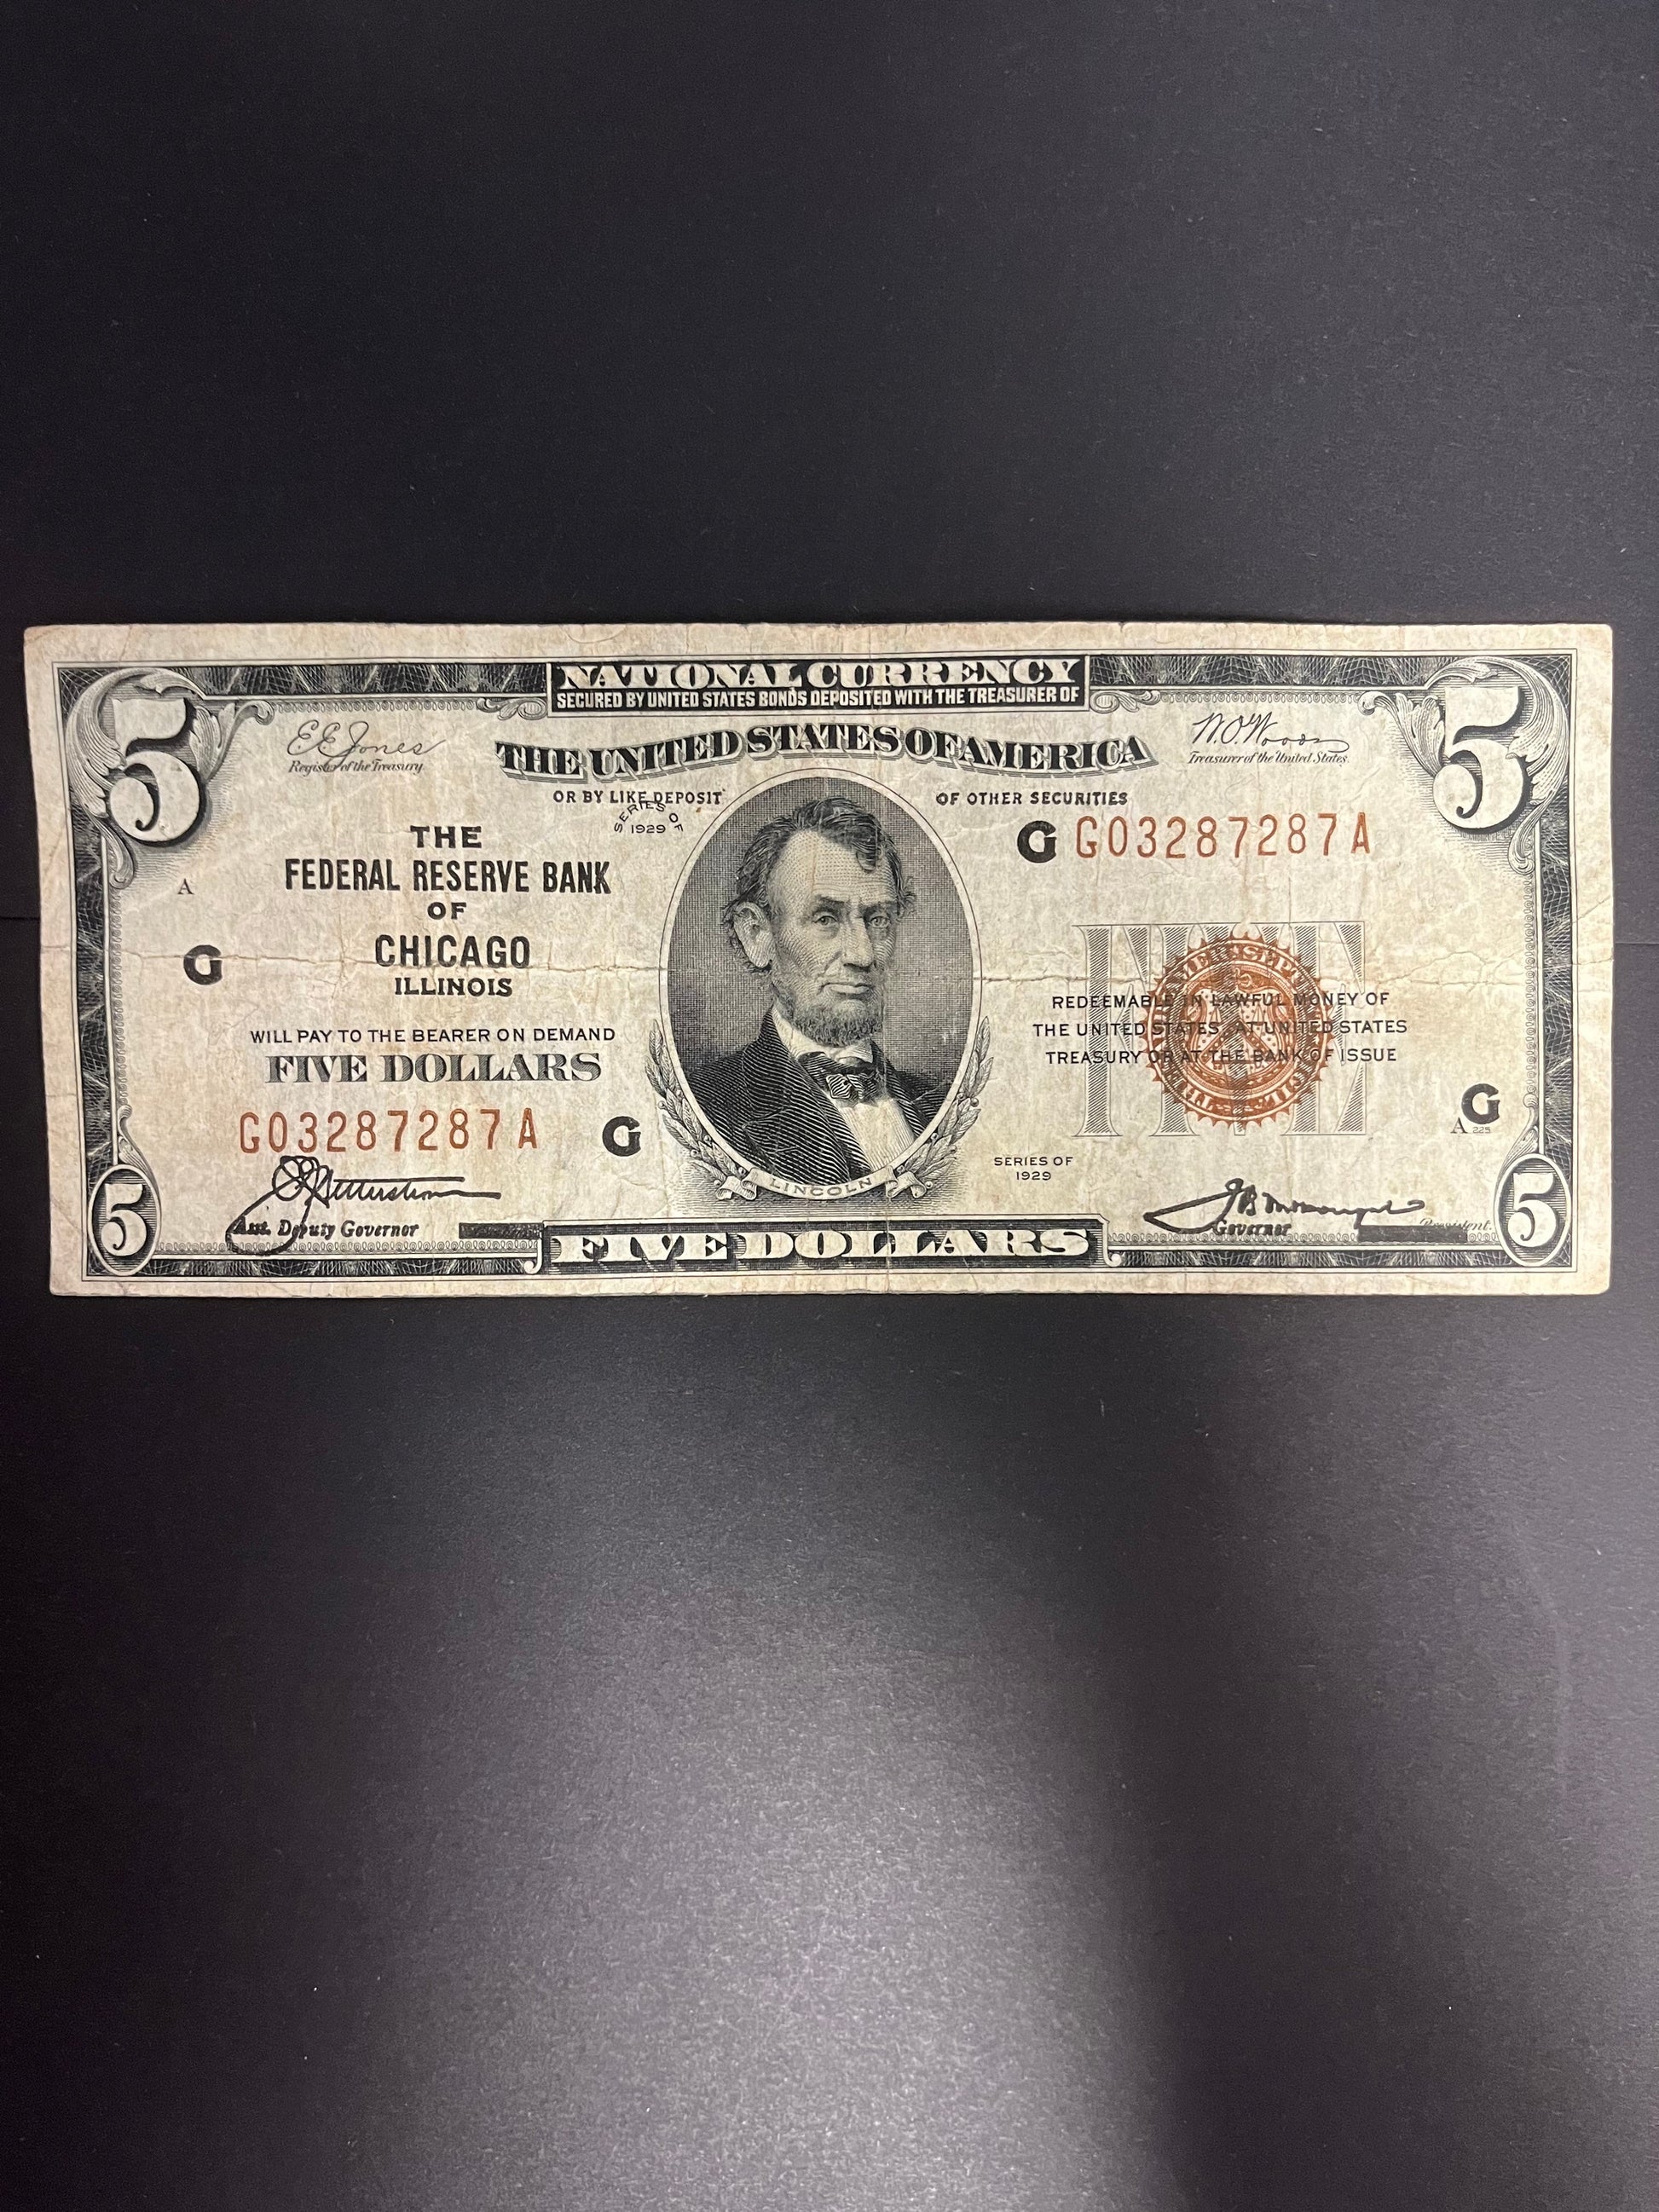 NATIONAL CURRENCY
SECURED BY UNITED STATES BONDS DEPOSITED WITH THE TREASURER OF
THE UNITED STATES OF AMERICA
OR BY LIKE DEPOSIT OF OTHER SECURITIES
5
5
E E Jones
Register of the Treasury
W. O. Woods
Treasurer of the United States
SERIES OF
1929
THE
FEDERAL RESERVE BANK
OF
CHICAGO
ILLINOIS
A
G
G G03287287A
WILL PAY TO THE BEARER ON DEMAND
FIVE DOLLARS
G03287287A
G
FIVE
REDEEMABLE IN LAWFUL MONEY OF
THE UNITED STATES AT UNITED STATES
TREASURY OR AT THE BANK OF ISSUE
G
A 225
SERIES OF
1929
LINCOLN
Asst. Deputy Governor
Governor
President.
5
FIVE DOLLARS
5